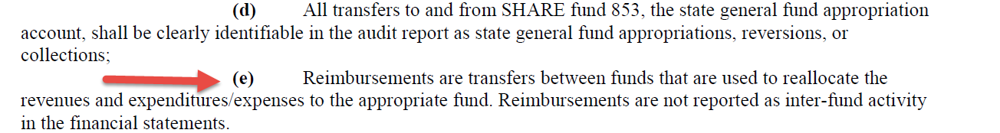 (d) All transfers to and from SHARE fund 853, the state general fund appropriation
account, shall be clearly identifiable in the audit report as state general fund appropriations, reversions, or
collections;
(e) Reimbursements are transfers between funds that are used to reallocate the
revenues and expenditures/expenses to the appropriate fund. Reimbursements are not reported as inter-fund activity
in the financial statements.